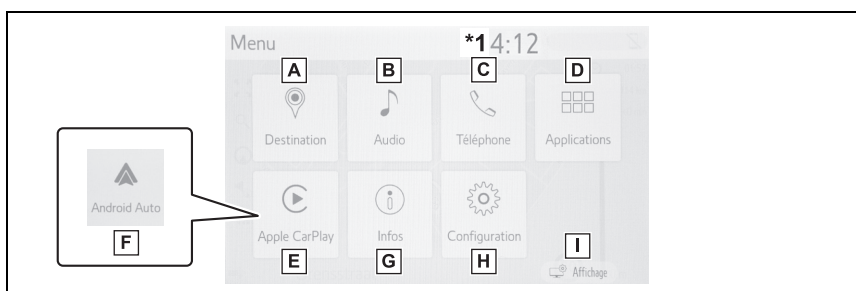 Menu *1 4:12
A B C D
Destination Audio Téléphone Applications
Android Auto
Apple CarPlay Infos Configuration
F E G H I
Affichage